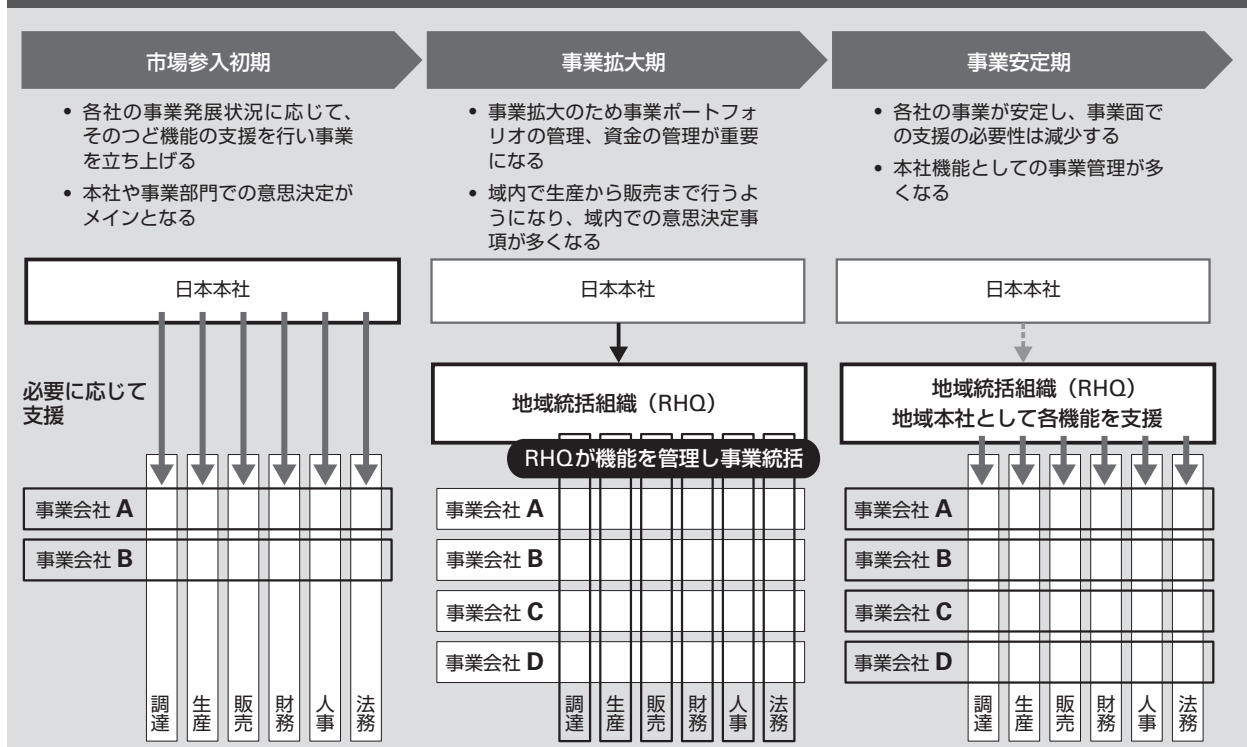 市場参入初期
• 各社の事業発展状況に応じて、
そのつど機能の支援を行い事業
を立ち上げる
• 本社や事業部門での意思決定が
メインとなる
日本本社
必要に応じて
支援
事業会社 A
事業会社 B
調達
生産
販売
財務
人事
法務
事業拡大期
• 事業拡大のため事業ポートフォ
リオの管理、資金の管理が重要
になる
• 域内で生産から販売まで行うよ
うになり、域内での意思決定事
項が多くなる
日本本社
地域統括組織（RHQ）
RHQが機能を管理し事業統括
事業会社 A
事業会社 B
事業会社 C
事業会社 D
調達
生産
販売
財務
人事
法務
事業安定期
• 各社の事業が安定し、事業面で
の支援の必要性は減少する
• 本社機能としての事業管理が多
くなる
日本本社
地域統括組織（RHQ）
地域本社として各機能を支援
事業会社 A
事業会社 B
事業会社 C
事業会社 D
調達
生産
販売
財務
人事
法務